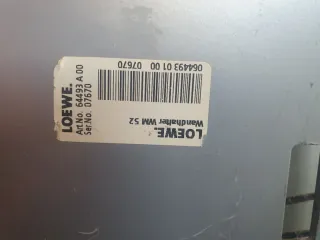 LOEWE.
Art.No. 64493 A 00
Ser.No. 07670
064493 01 00 07670
LOEWE.
Wandhalter WM 52